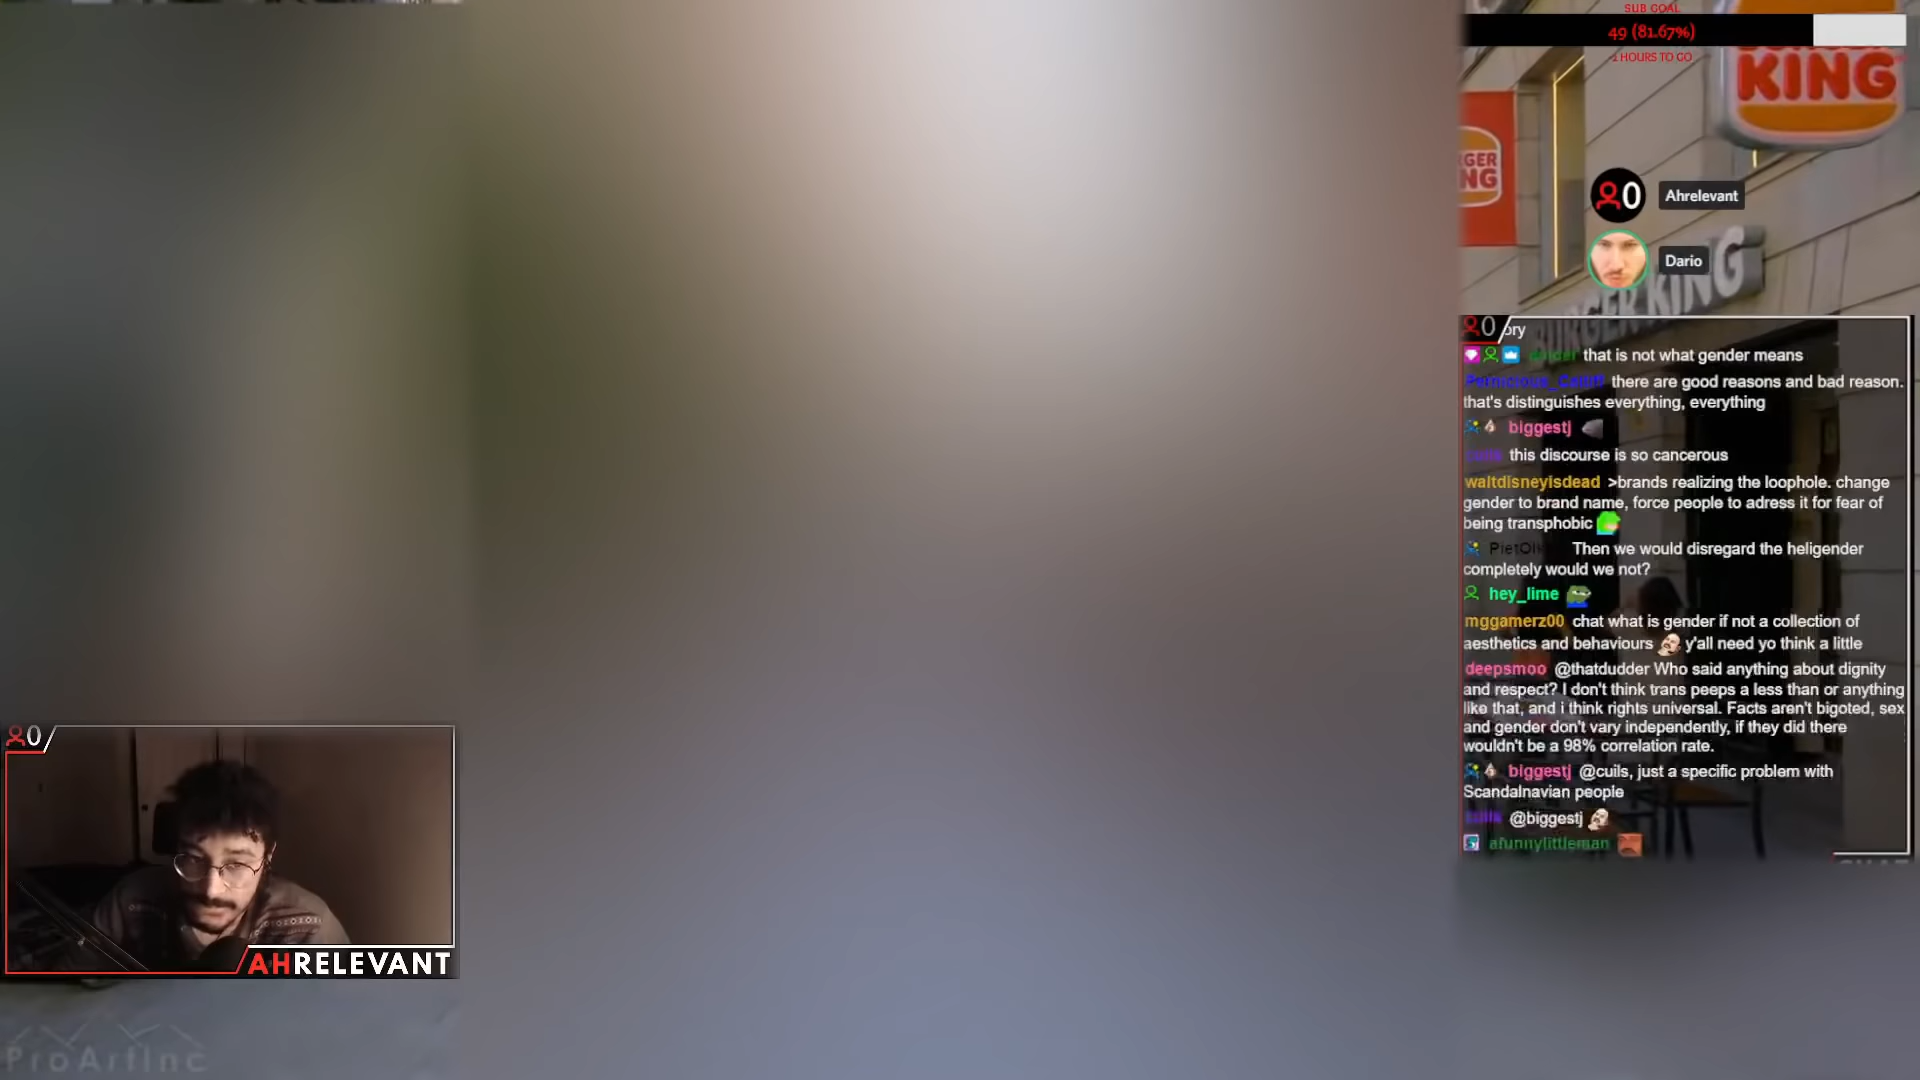 SUB GOAL
49 (81.67%)
HOURS TO GO
KING
GER
NG
0 Ahrelevant
Dario
BURGER KING
0
ory
that is not what gender means
there are good reasons and bad reason.
that's distinguishes everything, everything
biggestj
cuils this discourse is so cancerous
waltdisneyisdead >brands realizing the loophole. change
gender to brand name, force people to adress it for fear of
being transphobic
Then we would disregard the heligender
completely would we not?
hey_lime
mggamerz00 chat what is gender if not a collection of
aesthetics and behaviours y'all need yo think a little
deepsmoo @thatdudder Who said anything about dignity
and respect? I don't think trans peeps a less than or anything
like that, and i think rights universal. Facts aren't bigoted, sex
and gender don't vary independently, if they did there
wouldn't be a 98% correlation rate.
biggestj @cuils, just a specific problem with
Scandalnavian people
cuils @biggestj
afunnylittleman
0
AHRELEVANT
ProArtInc